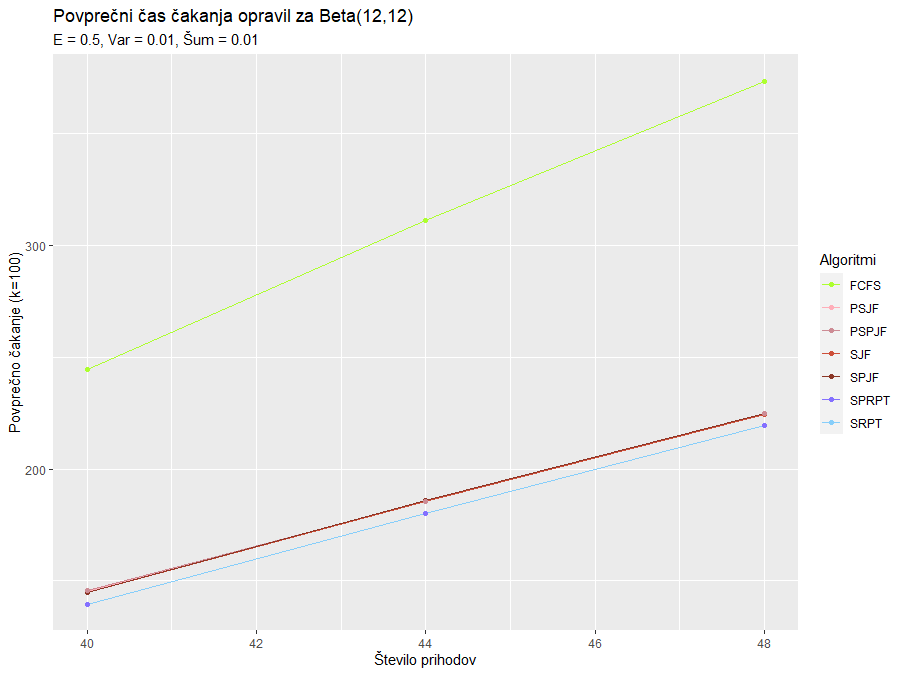 Povprečni čas čakanja opravil za Beta(12,12)
E = 0.5, Var = 0.01, Šum = 0.01
Povprečno čakanje (k=100)
300
200
40 42 44 46 48
Število prihodov
Algoritmi
FCFS
PSJF
PSPJF
SJF
SPJF
SPRPT
SRPT